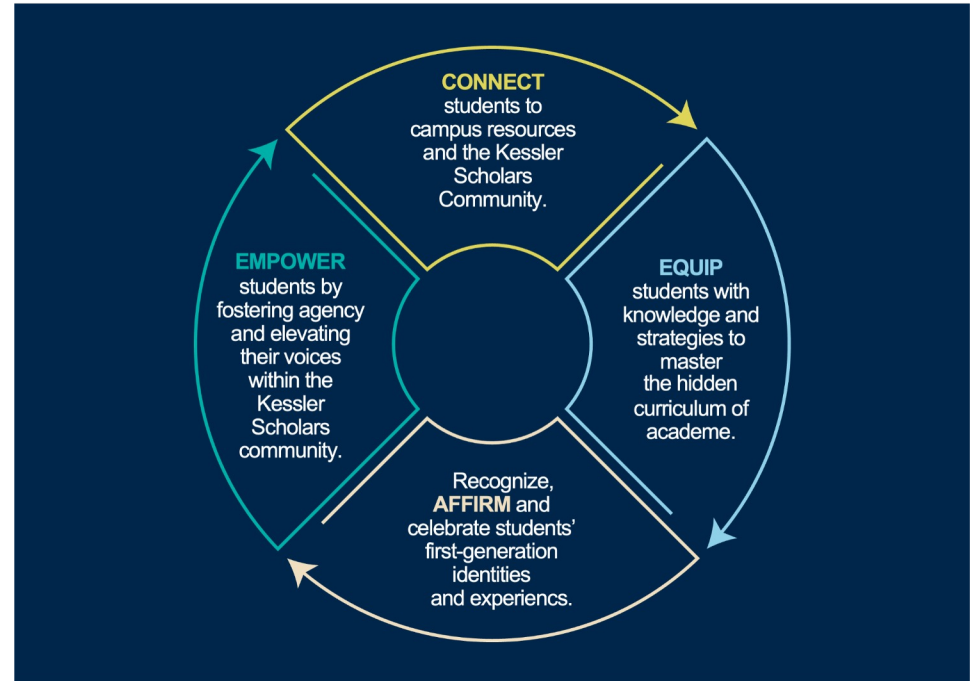 CONNECT
students to
campus resources
and the Kessler
Scholars
Community.
EQUIP
students with
knowledge and
strategies to
master
the hidden
curriculum of
academe.
Recognize,
AFFIRM and
celebrate students’
first-generation
identities
and experiencs.
EMPOWER
students by
fostering agency
and elevating
their voices
within the
Kessler
Scholars
community.